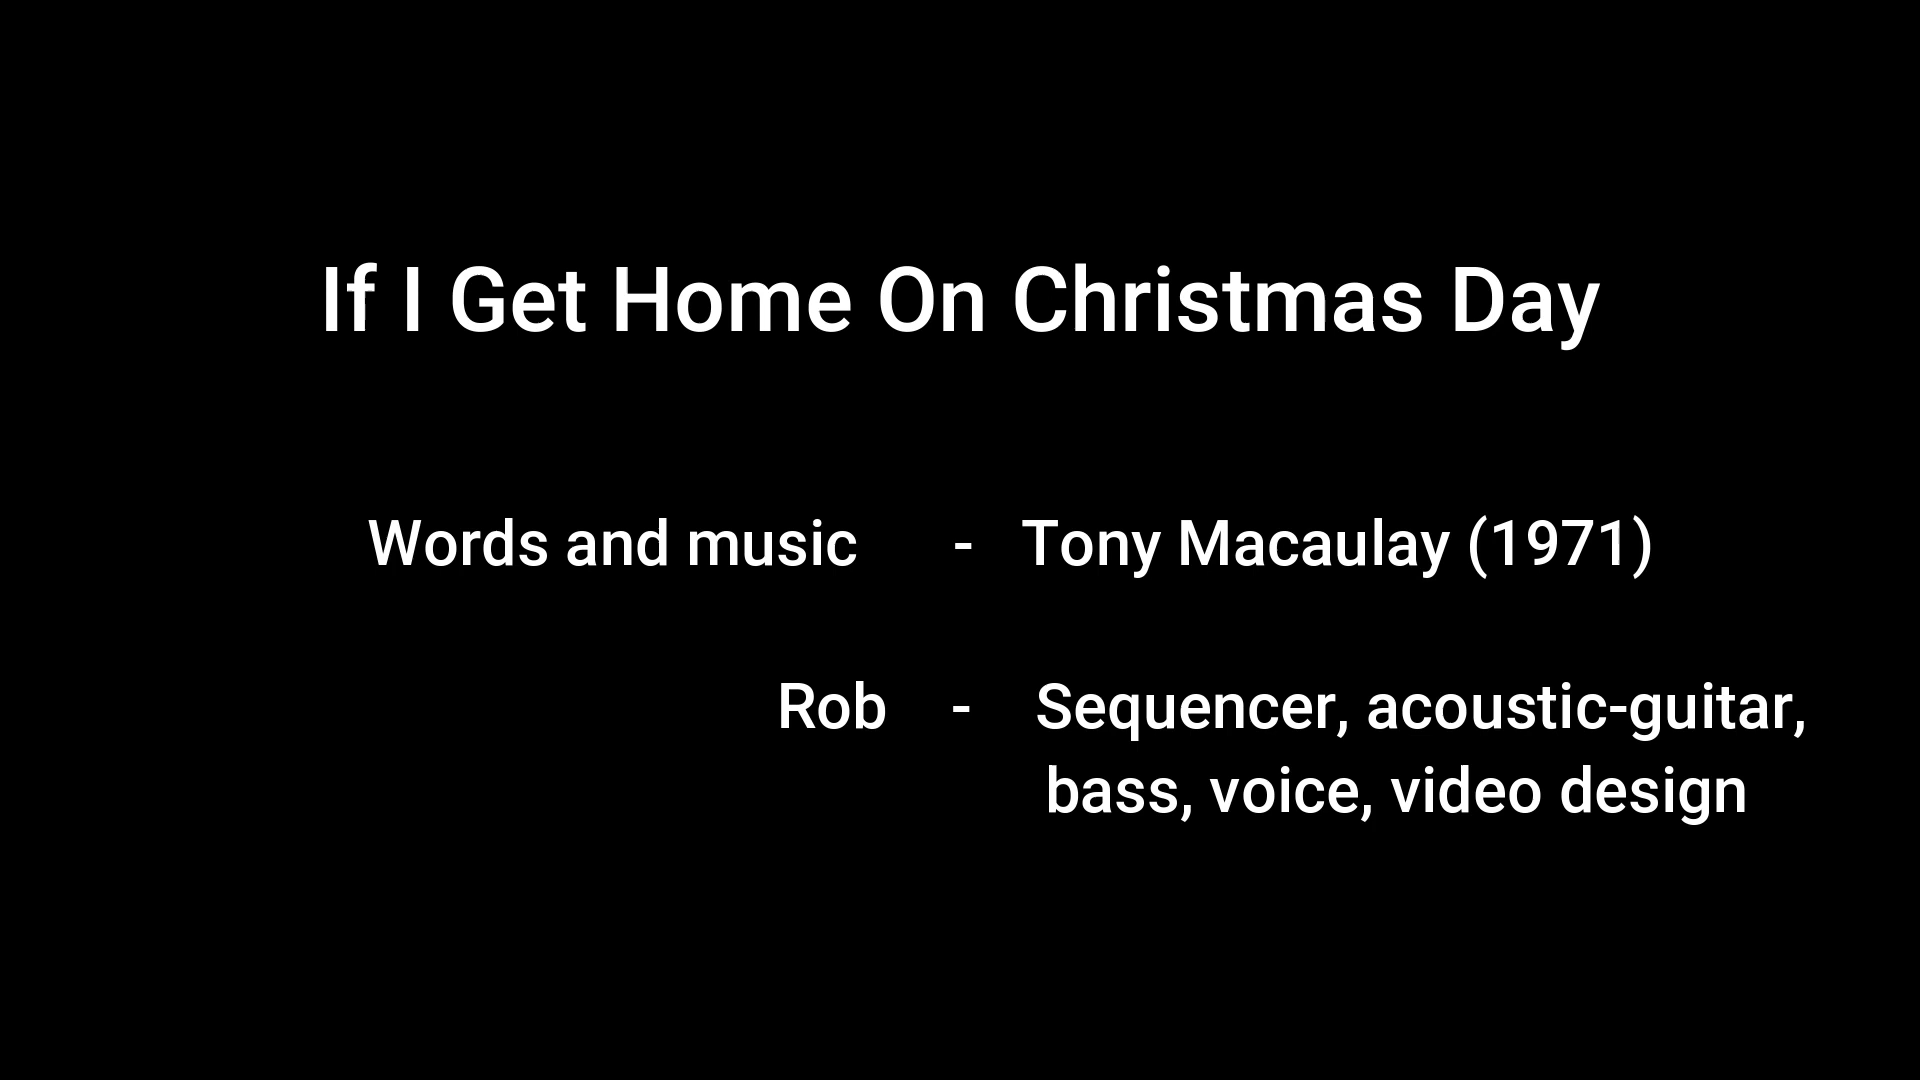 If I Get Home On Christmas Day
Words and music - Tony Macaulay (1971)
Rob - Sequencer, acoustic-guitar,
bass, voice, video design